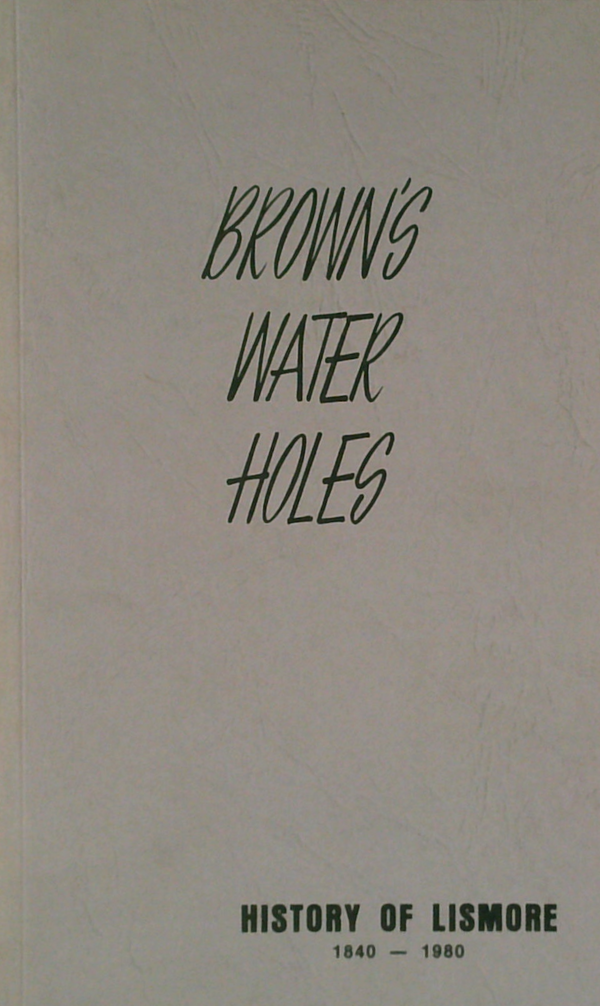 BROWN'S
WATER
HOLES
HISTORY OF LISMORE
1840 — 1980